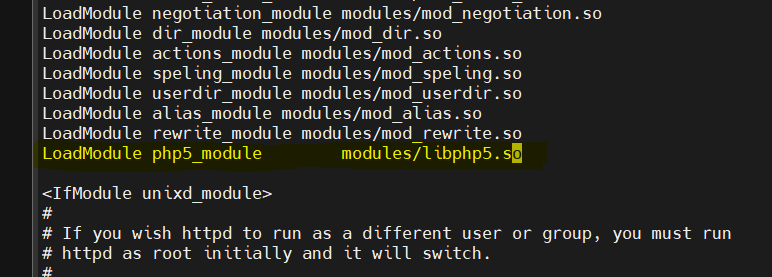 LoadModule negotiation_module modules/mod_negotiation.so
LoadModule dir_module modules/mod_dir.so
LoadModule actions_module modules/mod_actions.so
LoadModule speling_module modules/mod_speling.so
LoadModule userdir_module modules/mod_userdir.so
LoadModule alias_module modules/mod_alias.so
LoadModule rewrite_module modules/mod_rewrite.so
LoadModule php5_module        modules/libphp5.so
<IfModule unixd_module>
#
# If you wish httpd to run as a different user or group, you must run
# httpd as root initially and it will switch.
#